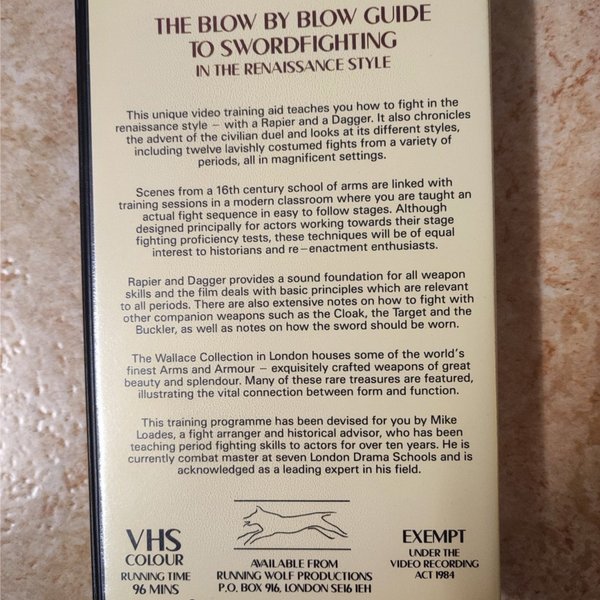 THE BLOW BY BLOW GUIDE
TO SWORDFIGHTING
IN THE RENAISSANCE STYLE
This unique video training aid teaches you how to fight in the
renaissance style – with a Rapier and a Dagger. It also chronicles
the advent of the civilian duel and looks at its different styles,
including twelve lavishly costumed fights from a variety of
periods, all in magnificent settings.
Scenes from a 16th century school of arms are linked with
training sessions in a modern classroom where you are taught an
actual fight sequence in easy to follow stages. Although
designed principally for actors working towards their stage
fighting proficiency tests, these techniques will be of equal
interest to historians and re–enactment enthusiasts.
Rapier and Dagger provides a sound foundation for all weapon
skills and the film deals with basic principles which are relevant
to all periods. There are also extensive notes on how to fight with
other companion weapons such as the Cloak, the Target and the
Buckler, as well as notes on how the sword should be worn.
The Wallace Collection in London houses some of the world's
finest Arms and Armour – exquisitely crafted weapons of great
beauty and splendour. Many of these rare treasures are featured,
illustrating the vital connection between form and function.
This training programme has been devised for you by Mike
Loades, a fight arranger and historical advisor, who has been
teaching period fighting skills to actors for over ten years. He is
currently combat master at seven London Drama Schools and is
acknowledged as a leading expert in his field.
VHS
COLOUR
RUNNING TIME
96 MINS
AVAILABLE FROM
RUNNING WOLF PRODUCTIONS
P.O. BOX 916, LONDON SE16 1EH
EXEMPT
UNDER THE
VIDEO RECORDING
ACT 1984